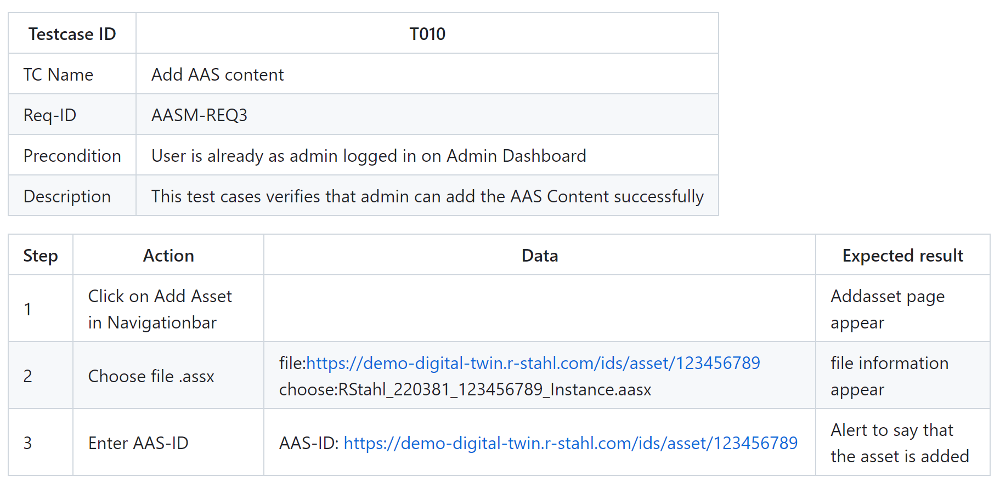 Testcase ID T010
TC Name Add AAS content
Req-ID AASM-REQ3
Precondition User is already as admin logged in on Admin Dashboard
Description This test cases verifies that admin can add the AAS Content successfully
Step Action Data Expected result
1
Click on Add Asset
in Navigationbar
Addasset page
appear
2
Choose file .assx
file:https://demo-digital-twin.r-stahl.com/ids/asset/123456789
choose:RStahl_220381_123456789_Instance.aasx
file information
appear
3
Enter AAS-ID
AAS-ID: https://demo-digital-twin.r-stahl.com/ids/asset/123456789
Alert to say that
the asset is added